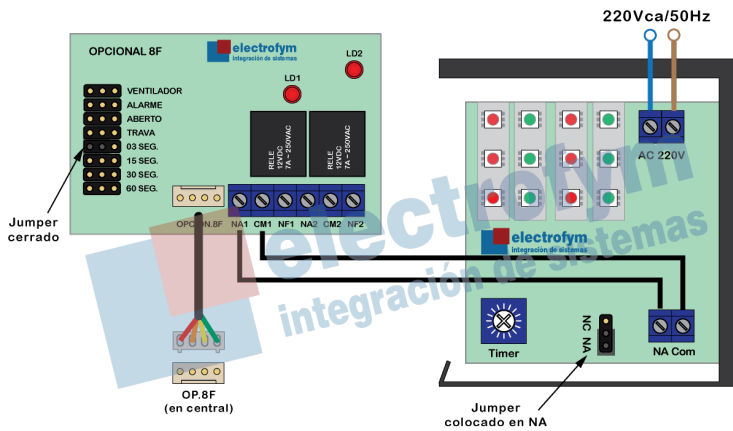 220Vca/50Hz
OPCIONAL 8F
electrofym
integración de sistemas
LD2
LD1
VENTILADOR
ALARME
ABERTO
TRAVA
03 SEG.
15 SEG.
30 SEG.
60 SEG.
RELE
12VDC
7A ~ 250VAC
RELE
12VDC
7A ~ 250VAC
AC 220V
Jumper
cerrado
OPCION.8F
NA1 CM1 NF1 NA2 CM2 NF2
electrofym
integración de sistemas
electrofym
integración de sistemas
Timer
NC NA
NA Com
OP.8F
(en central)
Jumper
colocado en NA